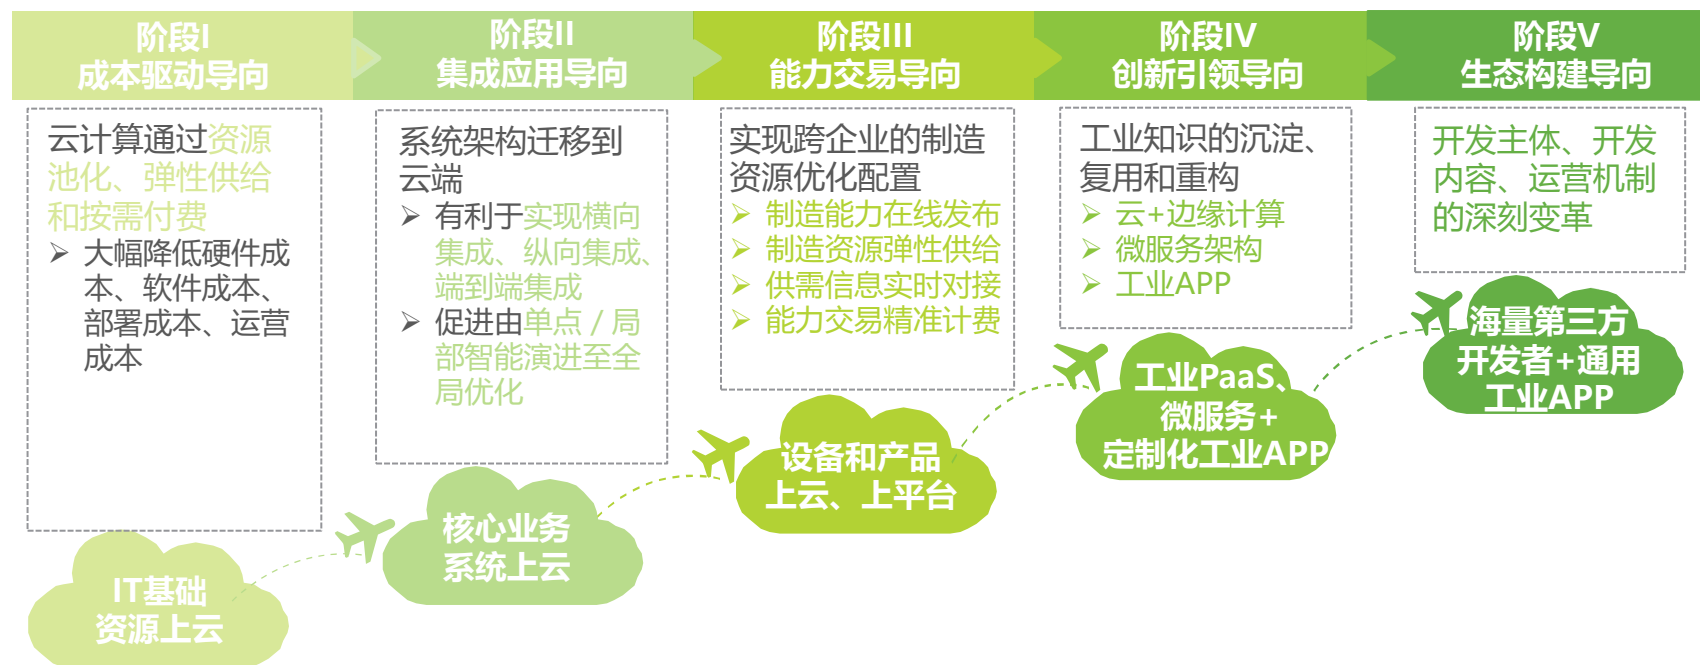 阶段I
成本驱动导向
阶段II
集成应用导向
阶段III
能力交易导向
阶段IV
创新引领导向
阶段V
生态构建导向
云计算通过资源
池化、弹性供给
和按需付费
大幅降低硬件成
本、软件成本、
部署成本、运营
成本
系统架构迁移到
云端
有利于实现横向
集成、纵向集成、
端到端集成
促进由单点/局
部智能演进至全
局优化
实现跨企业的制造
资源优化配置
制造能力在线发布
制造资源弹性供给
供需信息实时对接
能力交易精准计费
工业知识的沉淀、
复用和重构
云+边缘计算
微服务架构
工业APP
开发主体、开发
内容、运营机制
的深刻变革
IT基础
资源上云
核心业务
系统上云
设备和产品
上云、上平台
工业PaaS、
微服务+
定制化工业APP
海量第三方
开发者+通用
工业APP